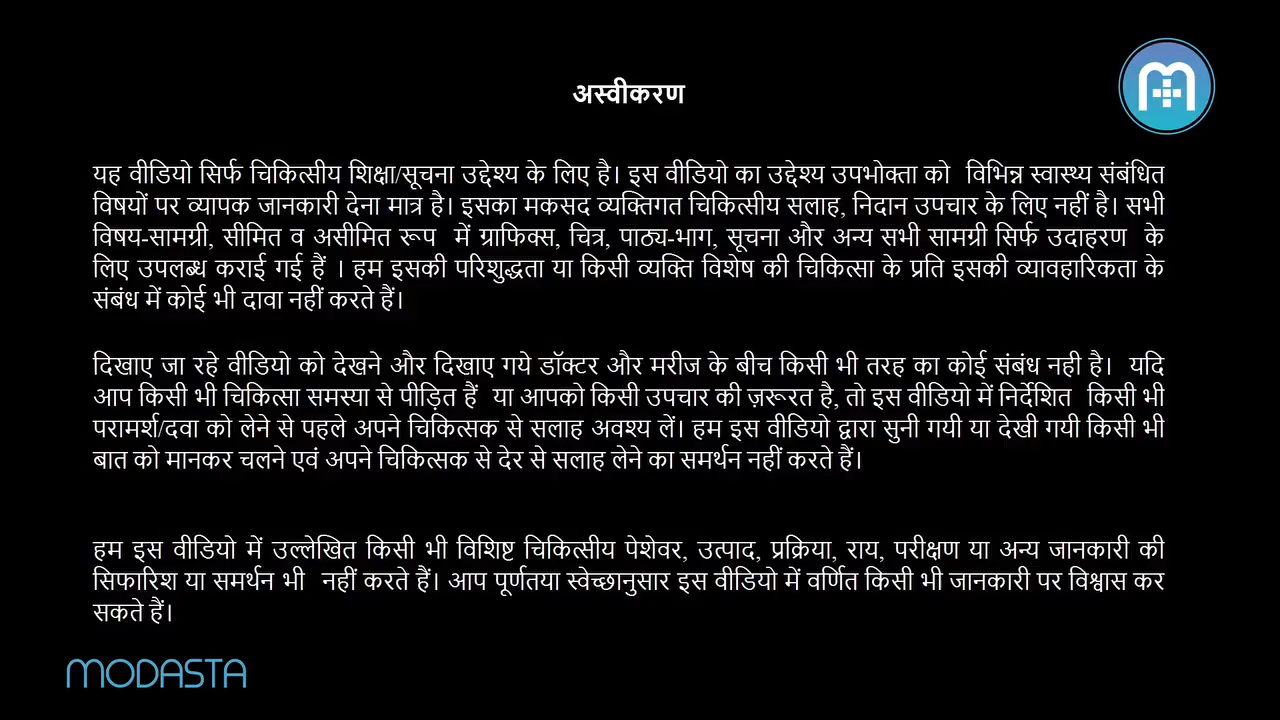 अस्वीकरण
यह वीडियो सिर्फ चिकित्सीय शिक्षा/सूचना उद्देश्य के लिए है। इस वीडियो का उद्देश्य उपभोक्ता को विभिन्न स्वास्थ्य संबंधित
विषयों पर व्यापक जानकारी देना मात्र है। इसका मकसद व्यक्तिगत चिकित्सीय सलाह, निदान उपचार के लिए नहीं है। सभी
विषय-सामग्री, सीमित व असीमित रूप में ग्राफिक्स, चित्र, पाठ्य-भाग, सूचना और अन्य सभी सामग्री सिर्फ उदाहरण के
लिए उपलब्ध कराई गई हैं । हम इसकी परिशुद्धता या किसी व्यक्ति विशेष की चिकित्सा के प्रति इसकी व्यावहारिकता के
संबंध में कोई भी दावा नहीं करते हैं।
दिखाए जा रहे वीडियो को देखने और दिखाए गये डॉक्टर और मरीज के बीच किसी भी तरह का कोई संबंध नही है। यदि
आप किसी भी चिकित्सा समस्या से पीड़ित हैं या आपको किसी उपचार की ज़रूरत है, तो इस वीडियो में निर्देशित किसी भी
परामर्श/दवा को लेने से पहले अपने चिकित्सक से सलाह अवश्य लें। हम इस वीडियो द्वारा सुनी गयी या देखी गयी किसी भी
बात को मानकर चलने एवं अपने चिकित्सक से देर से सलाह लेने का समर्थन नहीं करते हैं।
हम इस वीडियो में उल्लेखित किसी भी विशिष्ट चिकित्सीय पेशेवर, उत्पाद, प्रक्रिया, राय, परीक्षण या अन्य जानकारी की
सिफारिश या समर्थन भी नहीं करते हैं। आप पूर्णतया स्वेच्छानुसार इस वीडियो में वर्णित किसी भी जानकारी पर विश्वास कर
सकते हैं।
MODASTA